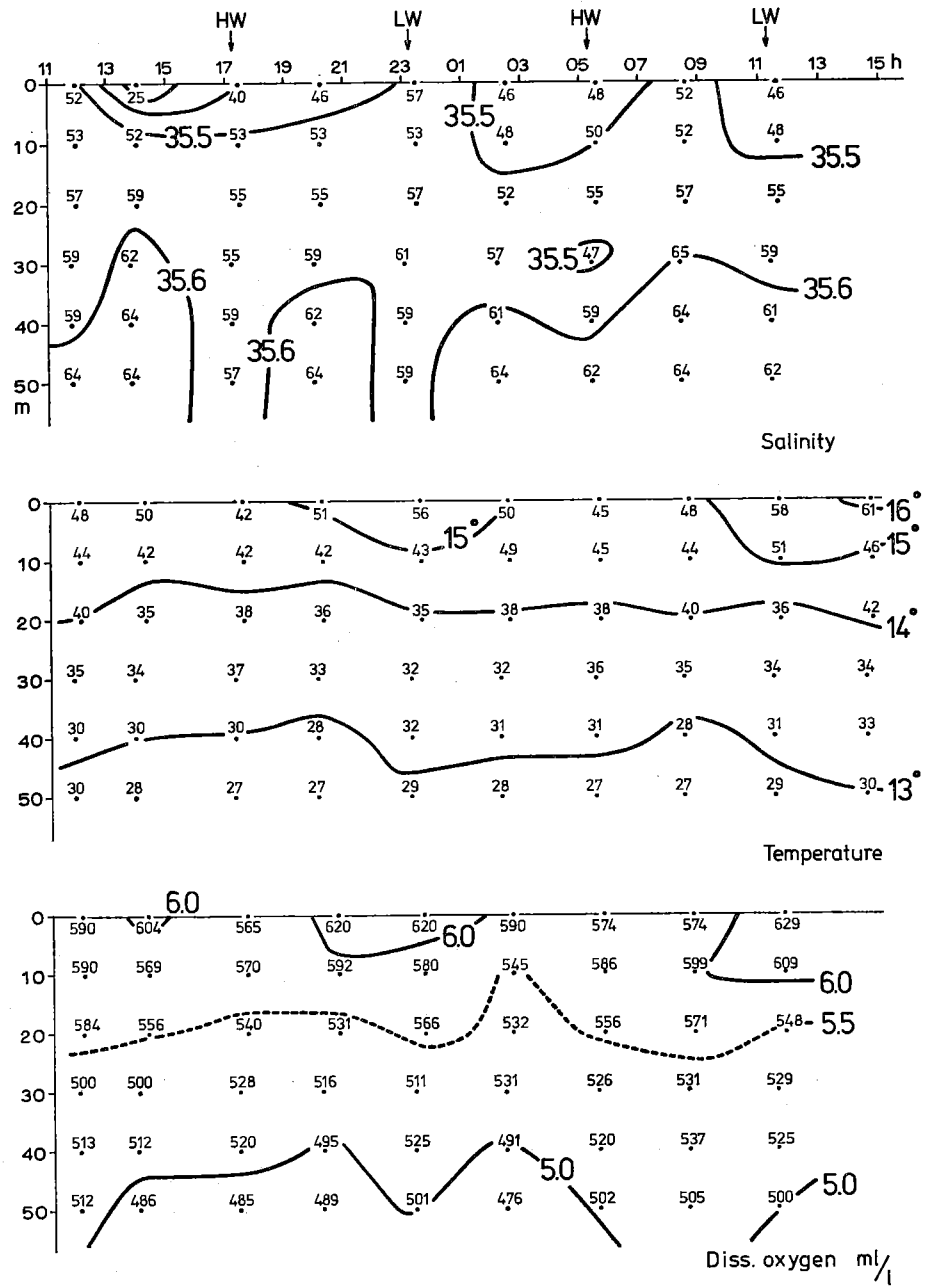 HW LW HW LW
11 13 15 17 19 21 23 01 03 05 07 09 11 13 15 h
0 52 25 40 46 57 46 48 52 46
35.5
10 53 52 35.5 53 53 53 48 50 52 48 35.5
20 57 59 55 55 57 52 55 57 55
30 59 62 35.6 55 59 61 57 35.5 47 65 59 35.6
40 59 64 59 62 59 61 59 64 61
35.6
50 64 64 57 64 59 64 62 64 62
m
Salinity
0 48 50 42 51 56 50 45 48 58 61 16°
15° 15°
10 44 42 42 42 43 49 45 44 51 46
20 40 35 38 36 35 38 38 40 36 42 14°
30 35 34 37 33 32 32 36 35 34 34
40 30 30 30 28 32 31 31 28 31 33
50 30 28 27 27 29 28 27 27 29 30 13°
Temperature
6.0
0 590 604 565 620 620 590 574 574 629
6.0
10 590 569 570 592 580 545 586 599 609 6.0
20 584 556 540 531 566 532 556 571 548 5.5
30 500 500 528 516 511 531 526 531 529
40 513 512 520 495 525 491 520 537 525
5.0 5.0
50 512 486 485 489 501 476 502 505 500
Diss. oxygen ml/l